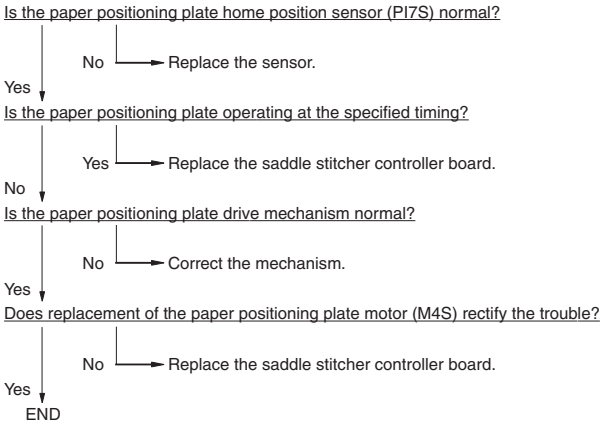 Is the paper positioning plate home position sensor (PI7S) normal?
No Replace the sensor.
Yes
Is the paper positioning plate operating at the specified timing?
Yes Replace the saddle stitcher controller board.
No
Is the paper positioning plate drive mechanism normal?
No Correct the mechanism.
Yes
Does replacement of the paper positioning plate motor (M4S) rectify the trouble?
No Replace the saddle stitcher controller board.
Yes
END